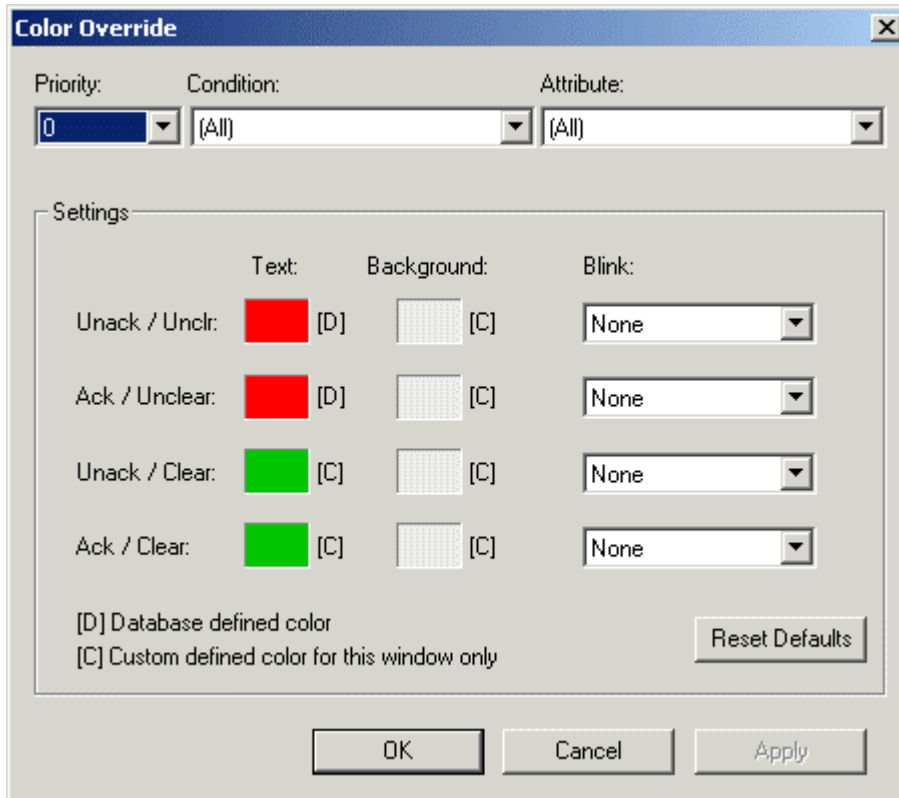 Color Override
Priority: Condition: Attribute:
0 (All) (All)
Settings
Text: Background: Blink:
Unack / Unclr: [D] [C] None
Ack / Unclear: [D] [C] None
Unack / Clear: [C] [C] None
Ack / Clear: [C] [C] None
[D] Database defined color
[C] Custom defined color for this window only
Reset Defaults
OK Cancel Apply